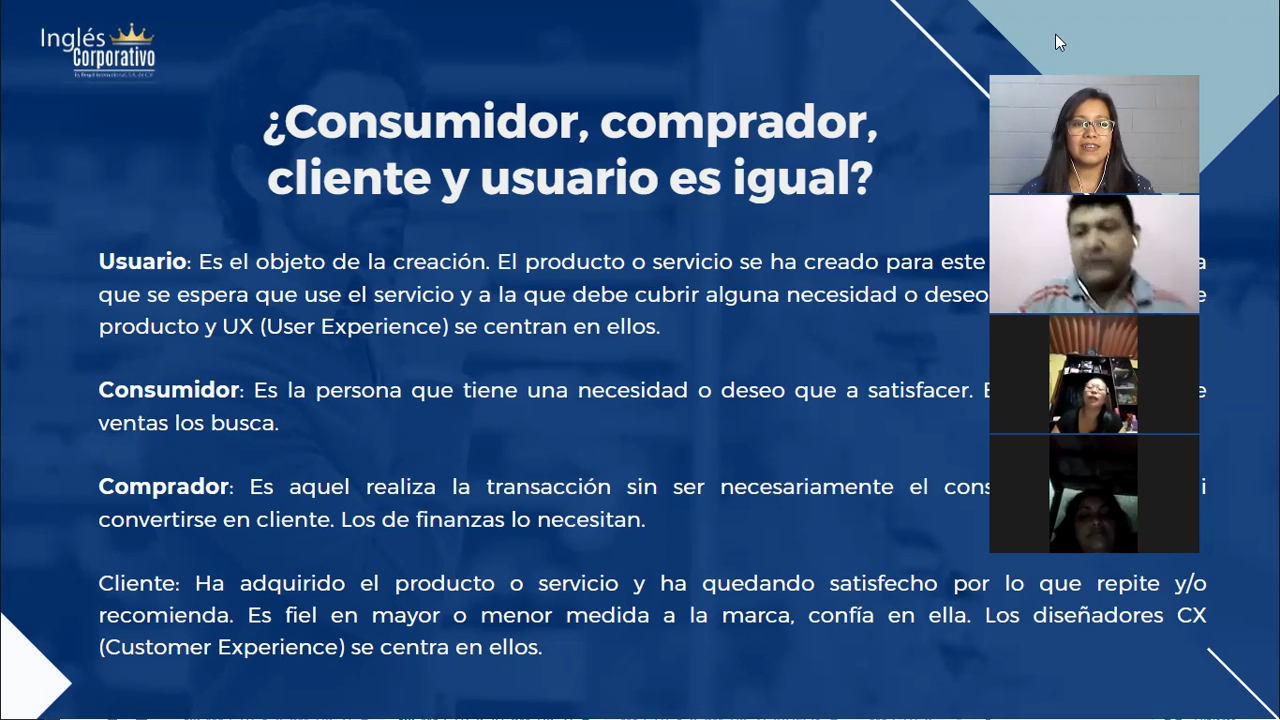 Inglés
Corporativo
¿Consumidor, comprador,
cliente y usuario es igual?
Usuario: Es el objeto de la creación. El producto o servicio se ha creado para este
que se espera que use el servicio y a la que debe cubrir alguna necesidad o deseo
producto y UX (User Experience) se centran en ellos.
Consumidor: Es la persona que tiene una necesidad o deseo que a satisfacer.
ventas los busca.
Comprador: Es aquel realiza la transacción sin ser necesariamente el
convertirse en cliente. Los de finanzas lo necesitan.
Cliente: Ha adquirido el producto o servicio y ha quedando satisfecho por lo que repite y/o
recomienda. Es fiel en mayor o menor medida a la marca, confía en ella. Los diseñadores CX
(Customer Experience) se centra en ellos.